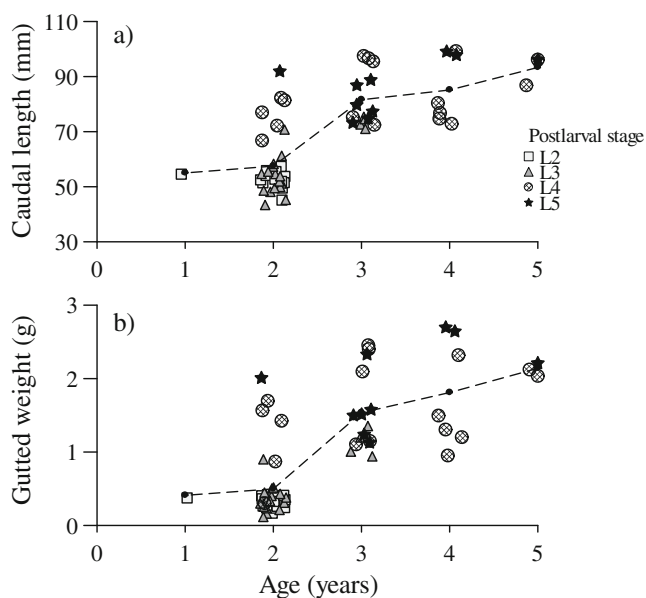 a)
Caudal length (mm)
110
90
70
50
30
0 1 2 3 4 5
Postlarval stage
L2
L3
L4
L5
b)
Gutted weight (g)
3
2
1
0
0 1 2 3 4 5
Age (years)